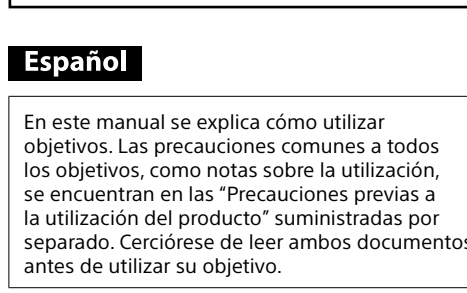 Español
En este manual se explica cómo utilizar
objetivos. Las precauciones comunes a todos
los objetivos, como notas sobre la utilización,
se encuentran en las “Precauciones previas a
la utilización del producto” suministradas por
separado. Cerciórese de leer ambos documentos
antes de utilizar su objetivo.